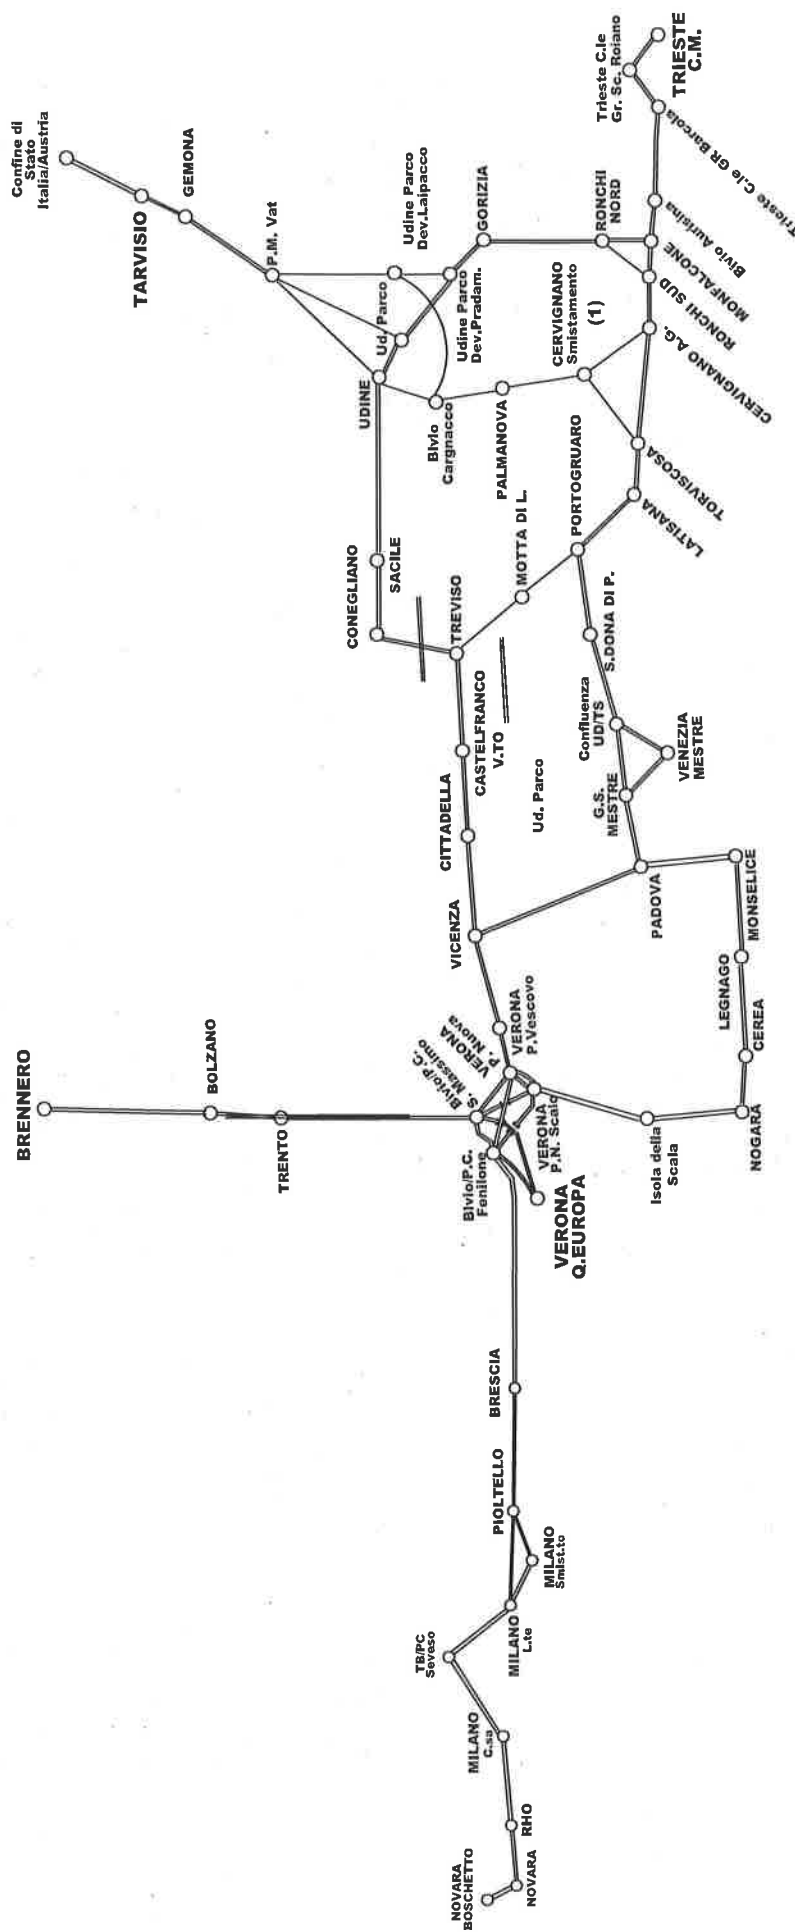 Confine di
Stato
Italia/Austria
TARVISIO
GEMONA
P.M. Vat
Udine Parco
Dev.Laipacco
Ud. Parco
Udine Parco
Dev.Pradam.
GORIZIA
UDINE
Bivio
Cargnacco
PALMANOVA
CERVIGNANO
Smistamento
(1)
RONCHI
NORD
Trieste C.le
Gr. Sc. Roiano
TRIESTE
C.M.
Trieste C.le GR Barcola
Bivio Aurisina
MONFALCONE
RONCHI SUD
CERVIGNANO A.G.
TORVISCOSA
LATISANA
PORTOGRUARO
MOTTA DI L.
S.DONA DI P.
CONEGLIANO
SACILE
TREVISO
CASTELFRANCO
V.TO
CITTADELLA
Ud. Parco
Confluenza
UD/TS
G.S.
MESTRE
VENEZIA
MESTRE
VICENZA
PADOVA
MONSELICE
LEGNAGO
CEREA
NOGARA
Isola della
Scala
BRENNERO
BOLZANO
TRENTO
Bivio/P.C.
S. Massimo
VERONA
P. Nuova
VERONA
P.Vescovo
VERONA
P.N. Scalo
Bivio/P.C.
Fenilone
VERONA
Q.EUROPA
BRESCIA
PIOLTELLO
MILANO
Smist.to
MILANO
L.te
TB/PC
Seveso
MILANO
C.sa
RHO
NOVARA
BOSCHETTO
NOVARA